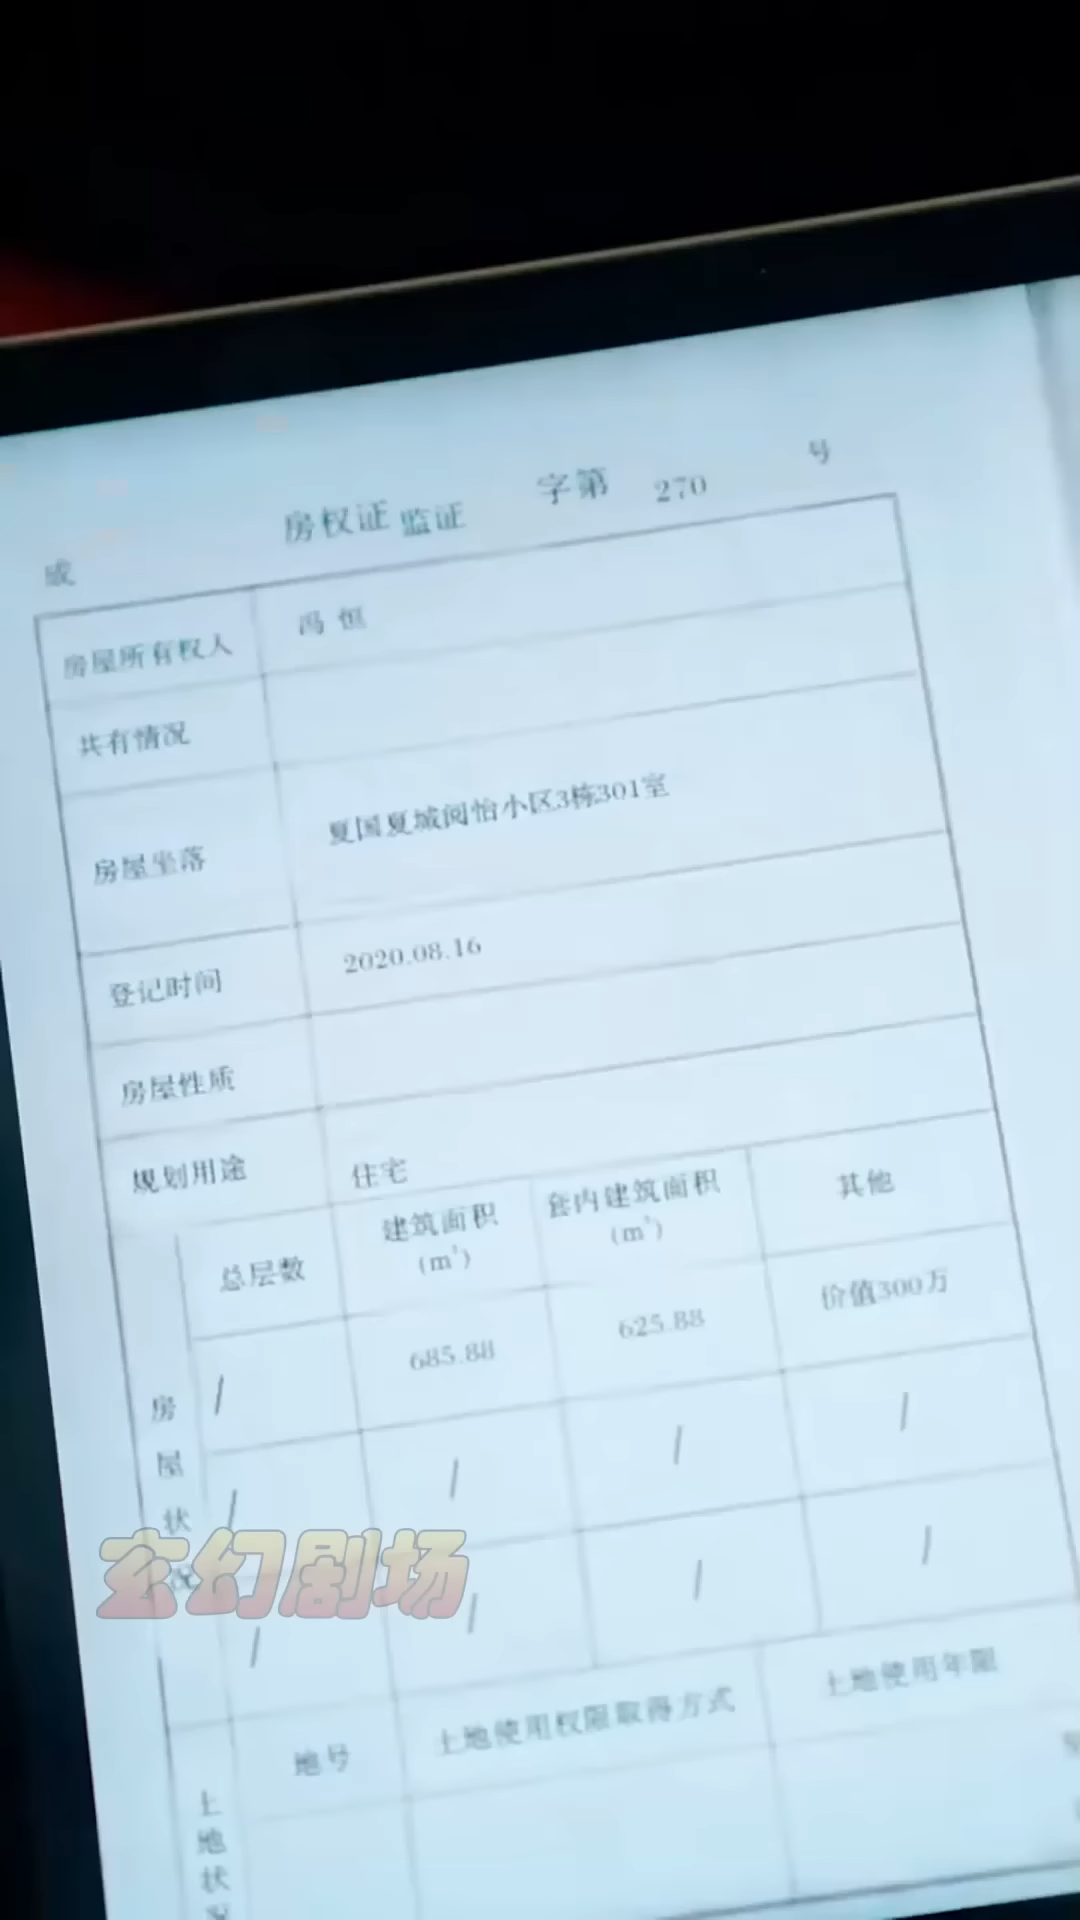 成 房权证 监证 字第 270 号
房屋所有权人 冯 恒
共有情况
房屋坐落 夏国夏城阅怡小区3栋301室
登记时间 2020.08.16
房屋性质
规划用途 住宅
房屋状况
总层数 建筑面积(m²) 套内建筑面积(m²) 其他
/ 685.88 625.88 价值300万
/ / / /
/ / / /
玄幻剧场
土地状况
地号 土地使用权限取得方式 土地使用年限